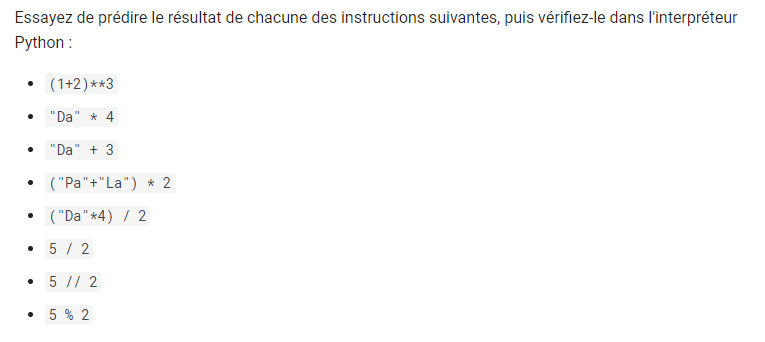 Essayez de prédire le résultat de chacune des instructions suivantes, puis vérifiez-le dans l'interpréteur
Python :
• (1+2)**3
• "Da" * 4
• "Da" + 3
• ("Pa"+"La") * 2
• ("Da"*4) / 2
• 5 / 2
• 5 // 2
• 5 % 2